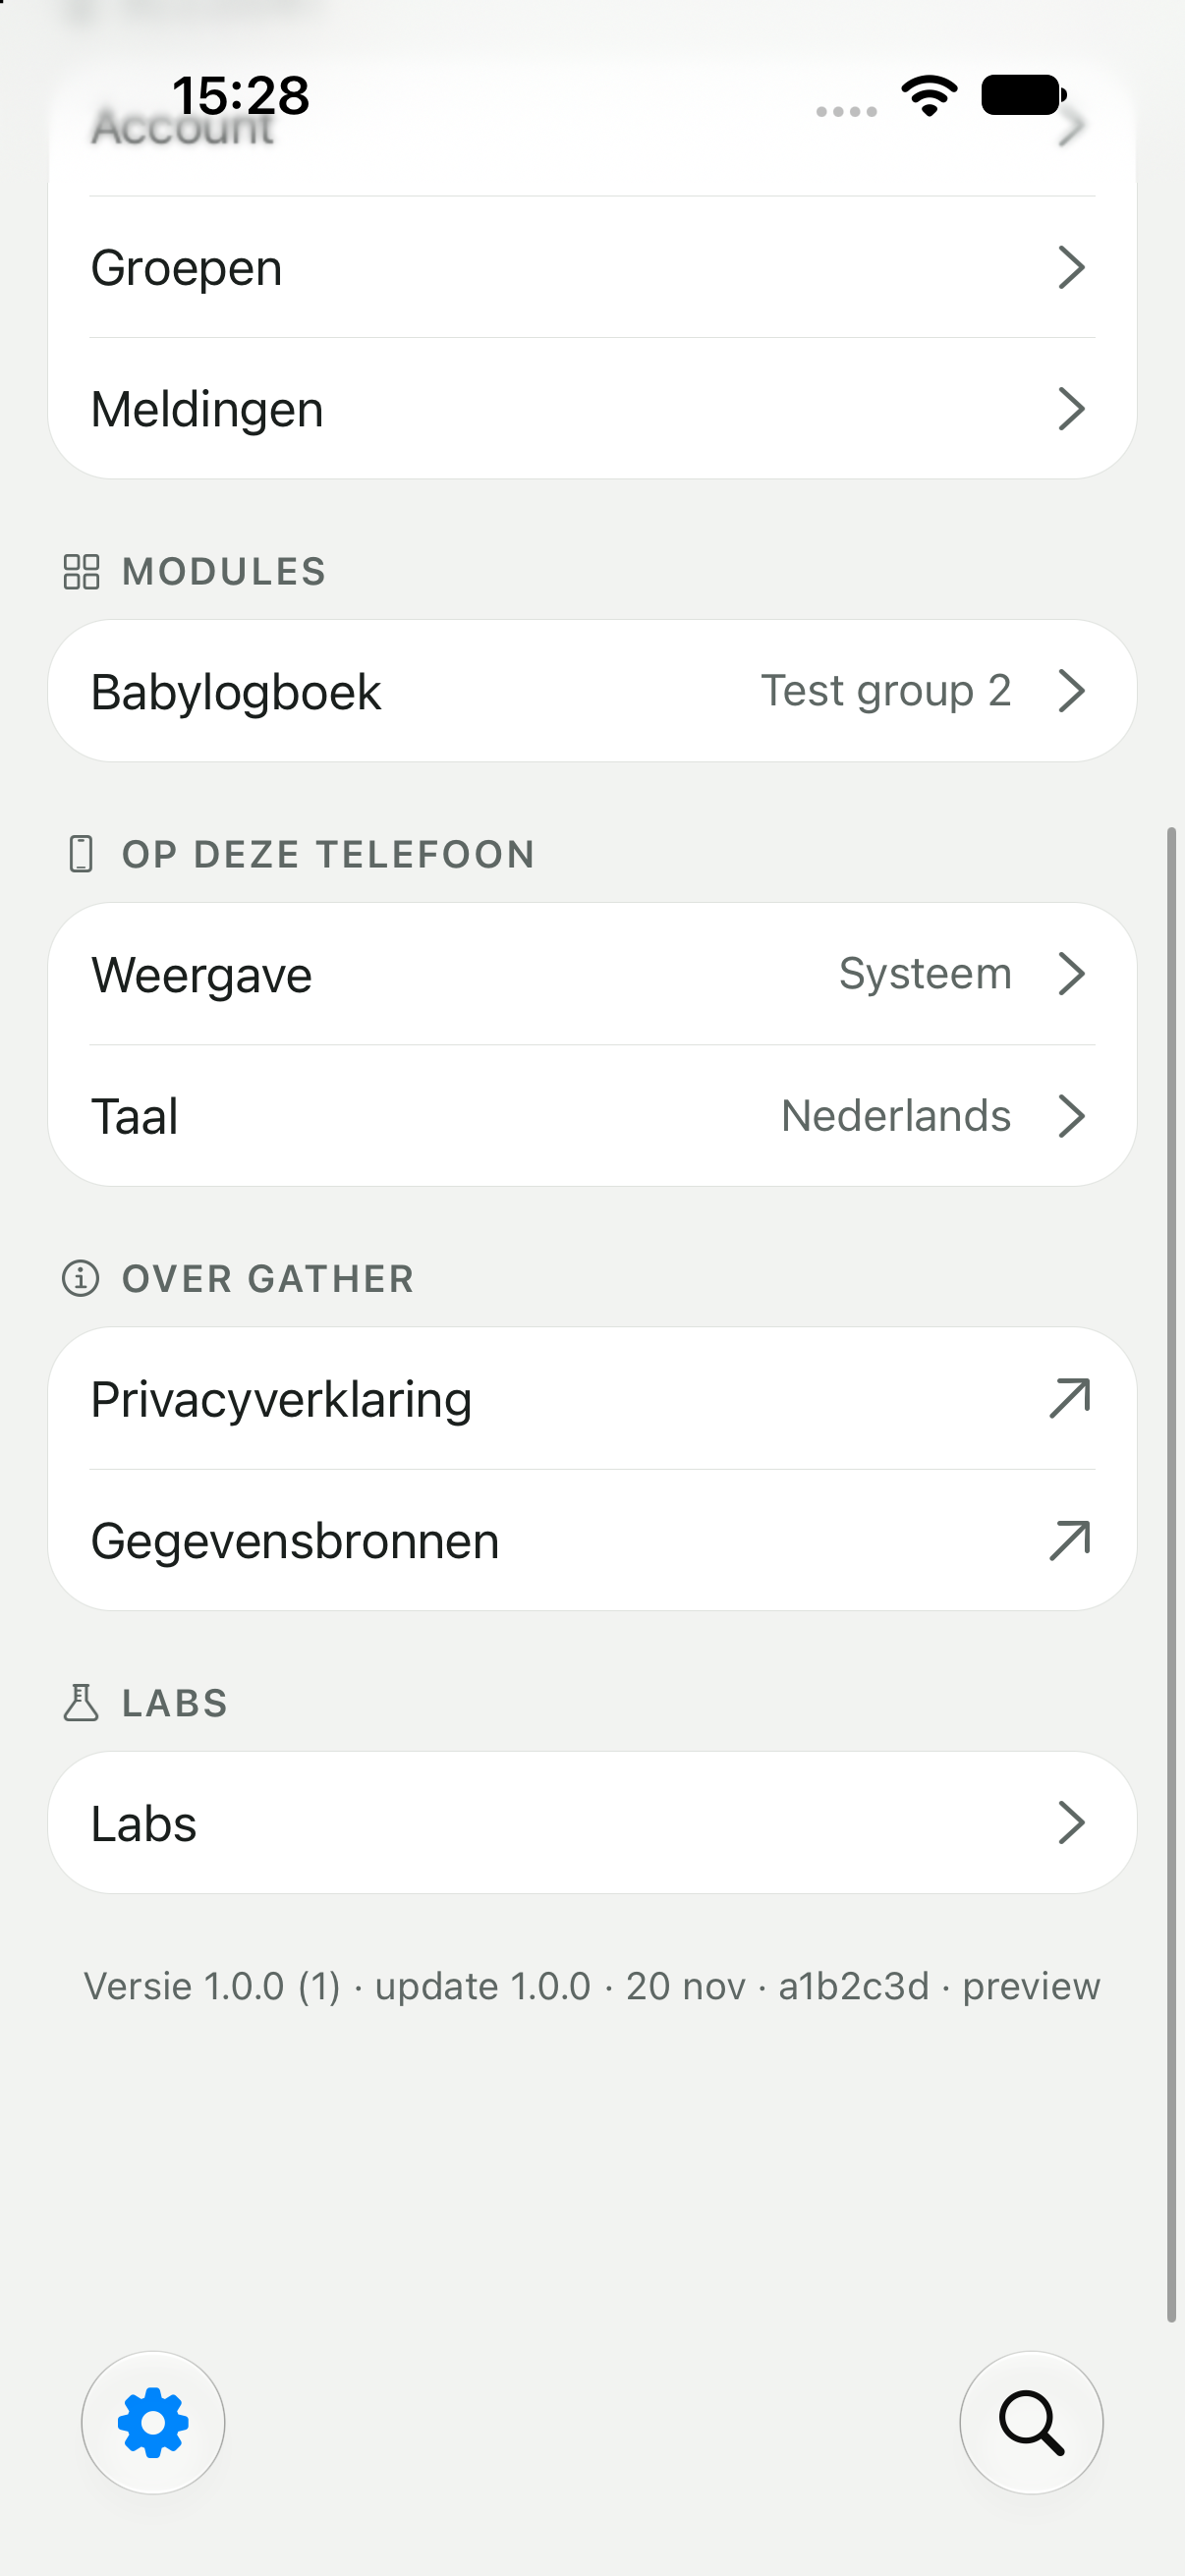 15:28
Account
Groepen
Meldingen
MODULES
Babylogboek Test group 2
OP DEZE TELEFOON
Weergave Systeem
Taal Nederlands
OVER GATHER
Privacyverklaring
Gegevensbronnen
LABS
Labs
Versie 1.0.0 (1) · update 1.0.0 · 20 nov · a1b2c3d · preview